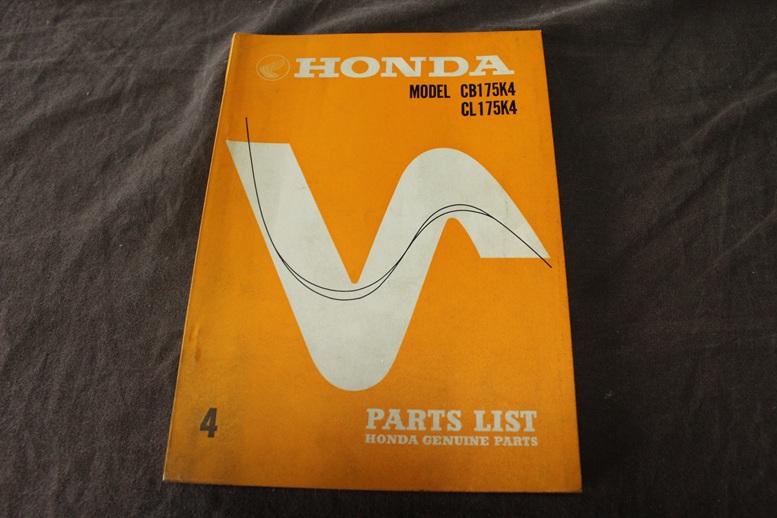 HONDA
MODEL CB175K4
CL175K4
4
PARTS LIST
HONDA GENUINE PARTS